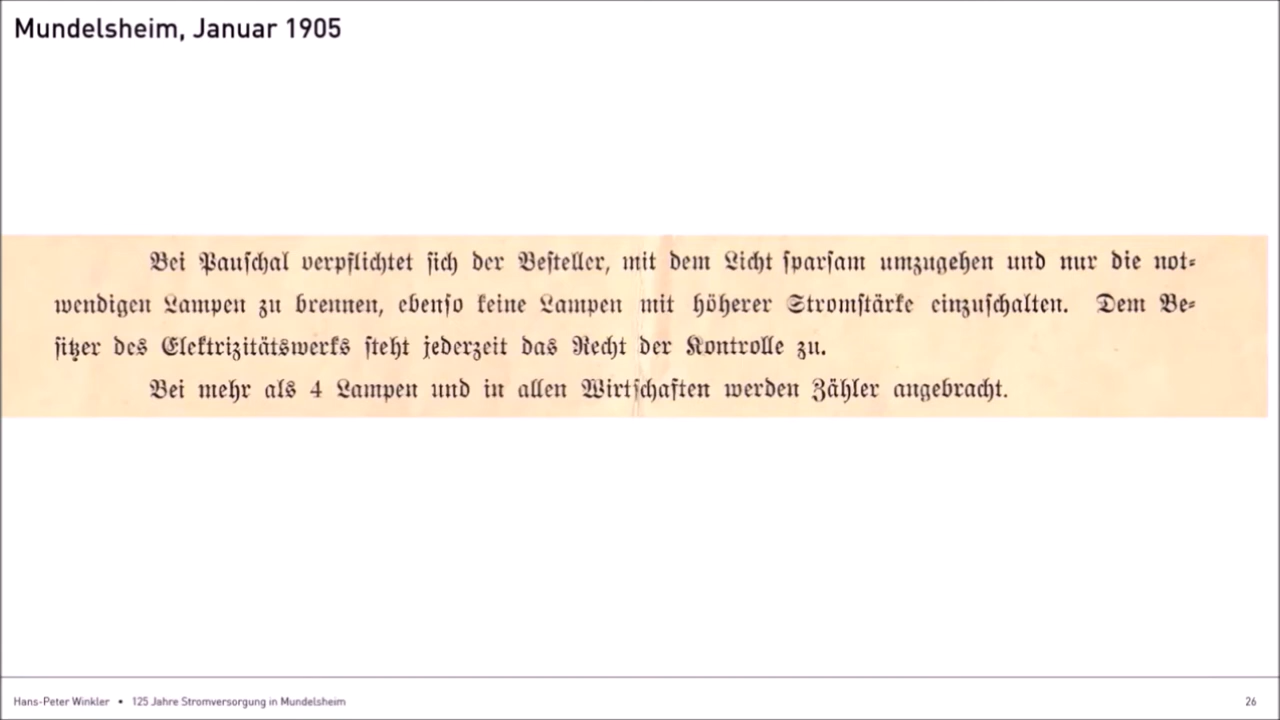 Mundelsheim, Januar 1905
Bei Pauschal verpflichtet sich der Besteller, mit dem Licht sparsam umzugehen und nur die not-
wendigen Lampen zu brennen, ebenso keine Lampen mit höherer Stromstärke einzuschalten. Dem Be-
sitzer des Elektrizitätswerks steht jederzeit das Recht der Kontrolle zu.
Bei mehr als 4 Lampen und in allen Wirtschaften werden Zähler angebracht.
Hans-Peter Winkler • 125 Jahre Stromversorgung in Mundelsheim 26